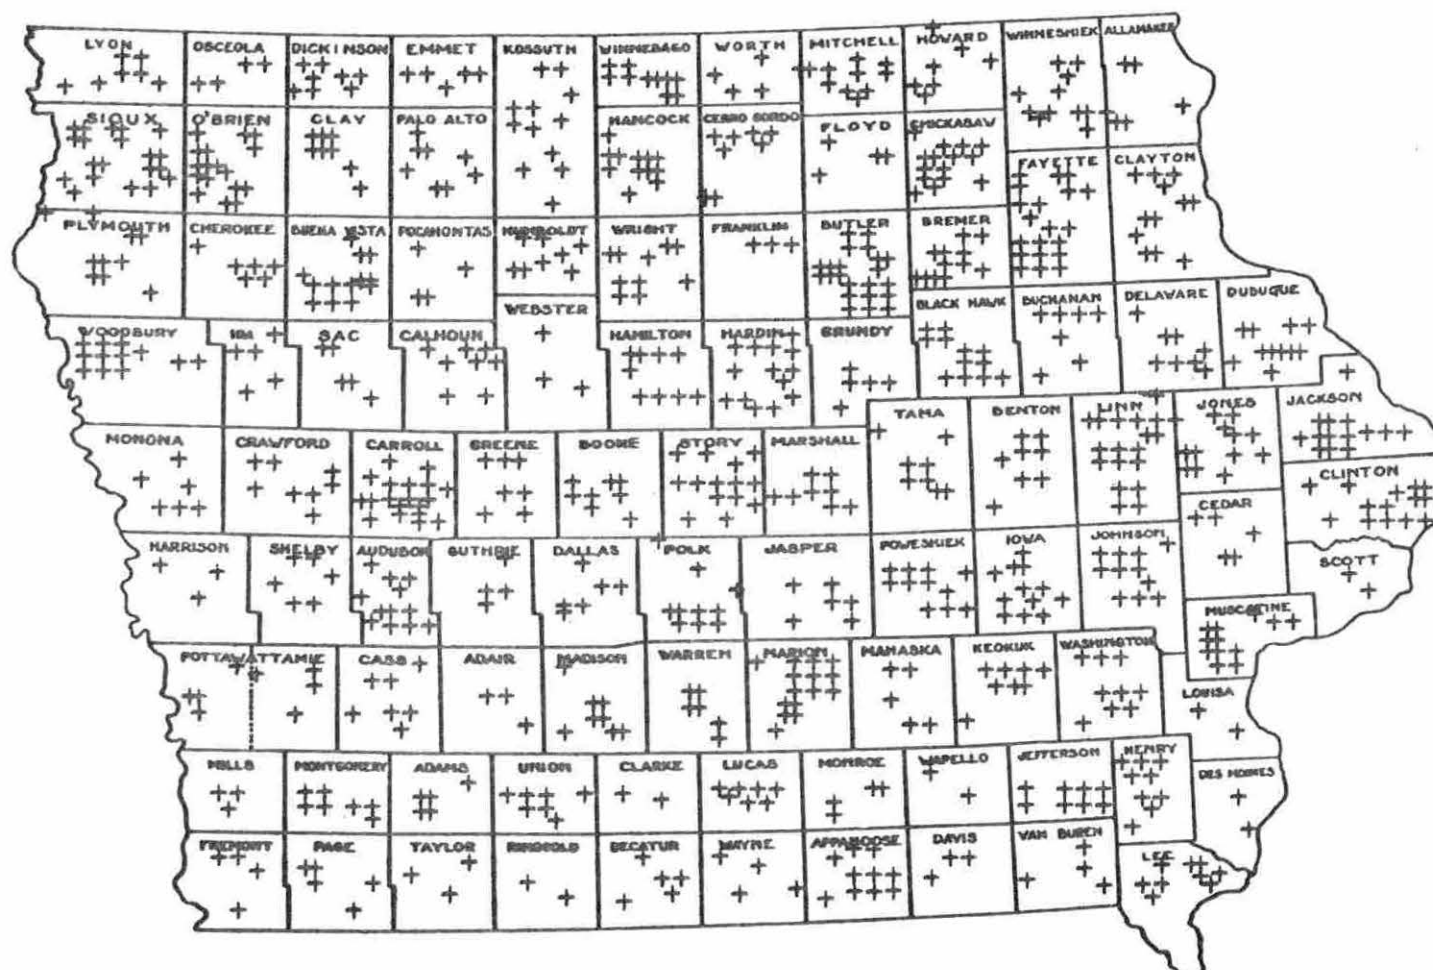 LYON OSCEOLA DICKINSON EMMET KOSSUTH WINNEBAGO WORTH MITCHELL HOWARD WINNESHIEK ALLAMAKEE
SIOUX O'BRIEN CLAY PALO ALTO HANCOCK CERRO GORDO FLOYD CHICKASAW FAYETTE CLAYTON
PLYMOUTH CHEROKEE BUENA VISTA POCAHONTAS HUMBOLDT WRIGHT FRANKLIN BUTLER BREMER
WOODBURY IDA SAC CALHOUN WEBSTER HAMILTON HARDIN GRUNDY BLACK HAWK BUCHANAN DELAWARE DUBUQUE
MONONA CRAWFORD CARROLL GREENE BOONE STORY MARSHALL TAMA BENTON LINN JONES JACKSON
CLINTON
CEDAR
HARRISON SHELBY AUDUBON GUTHRIE DALLAS POLK JASPER POWESHIEK IOWA JOHNSON SCOTT
MUSCATINE
POTTAWATTAMIE CASS ADAIR MADISON WARREN MARION MAHASKA KEOKUK WASHINGTON
LOUISA
MILLS MONTGOMERY ADAMS UNION CLARKE LUCAS MONROE WAPELLO JEFFERSON HENRY DES MOINES
FREMONT PAGE TAYLOR RINGGOLD DECATUR WAYNE APPANOOSE DAVIS VAN BUREN LEE